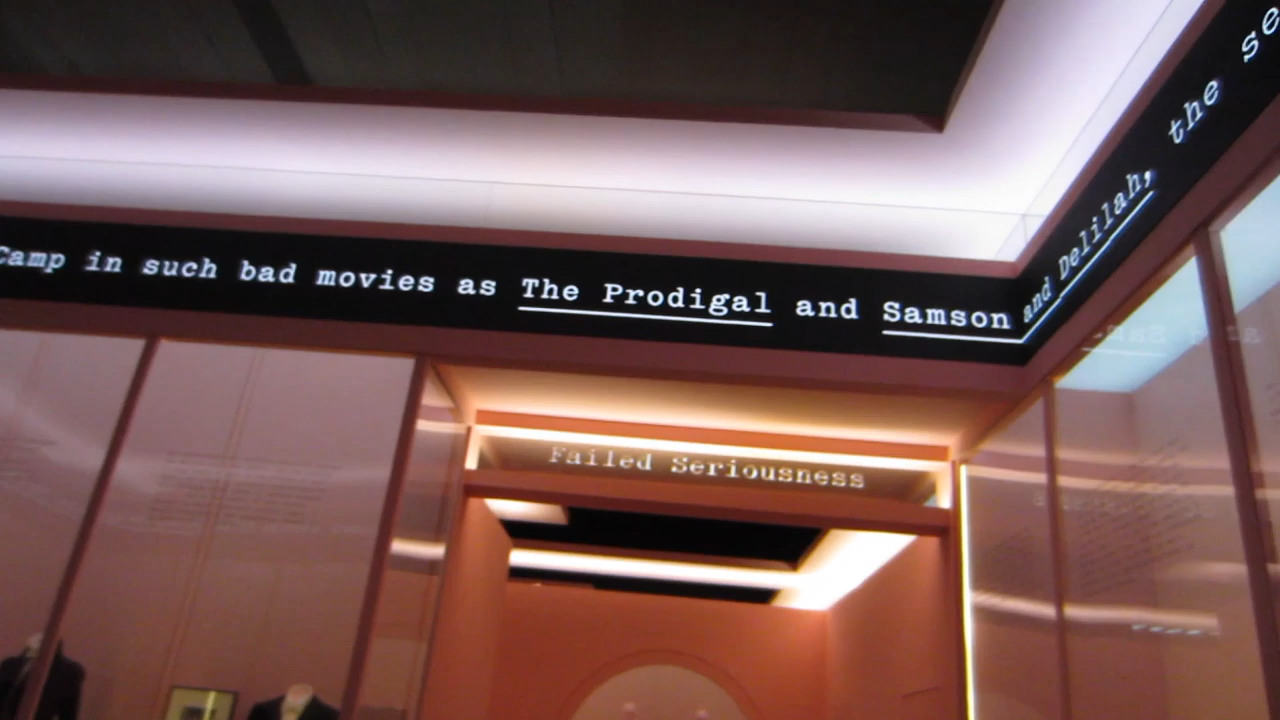 Camp in such bad movies as The Prodigal and Samson and Delilah, the se
Failed Seriousness